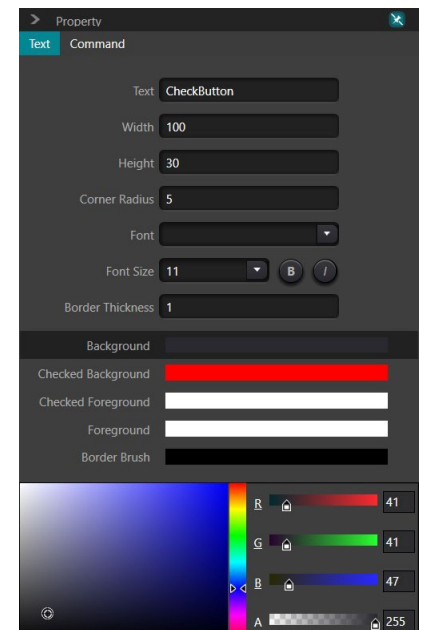 Property
Text Command
Text CheckButton
Width 100
Height 30
Corner Radius 5
Font
Font Size 11 B I
Border Thickness 1
Background
Checked Background
Checked Foreground
Foreground
Border Brush
R 41
G 41
B 47
A 255